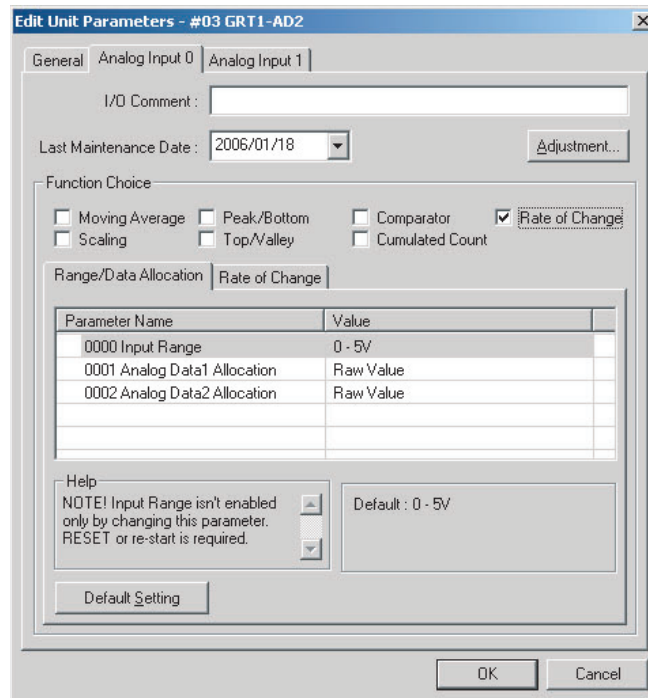 Edit Unit Parameters - #03 GRT1-AD2
General Analog Input 0 Analog Input 1
I/O Comment :
Last Maintenance Date : 2006/01/18 Adjustment...
Function Choice
Moving Average Peak/Bottom Comparator Rate of Change
Scaling Top/Valley Cumulated Count
Range/Data Allocation Rate of Change
Parameter Name Value
0000 Input Range 0 - 5V
0001 Analog Data1 Allocation Raw Value
0002 Analog Data2 Allocation Raw Value
Help
NOTE! Input Range isn't enabled Default : 0 - 5V
only by changing this parameter.
RESET or re-start is required.
Default Setting
OK Cancel